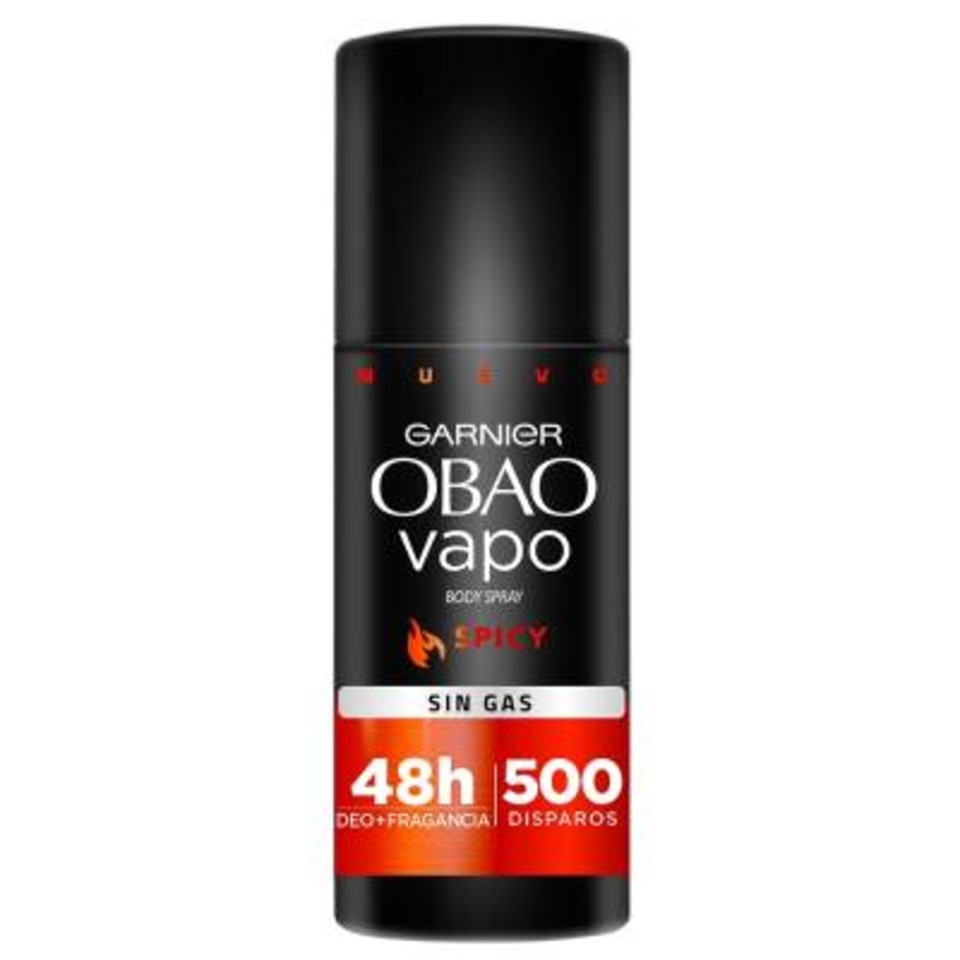 NUEVO
GARNIER
OBAO
vapo
BODY SPRAY
SPICY
SIN GAS
48h
DEO+FRAGANCIA
500
DISPAROS